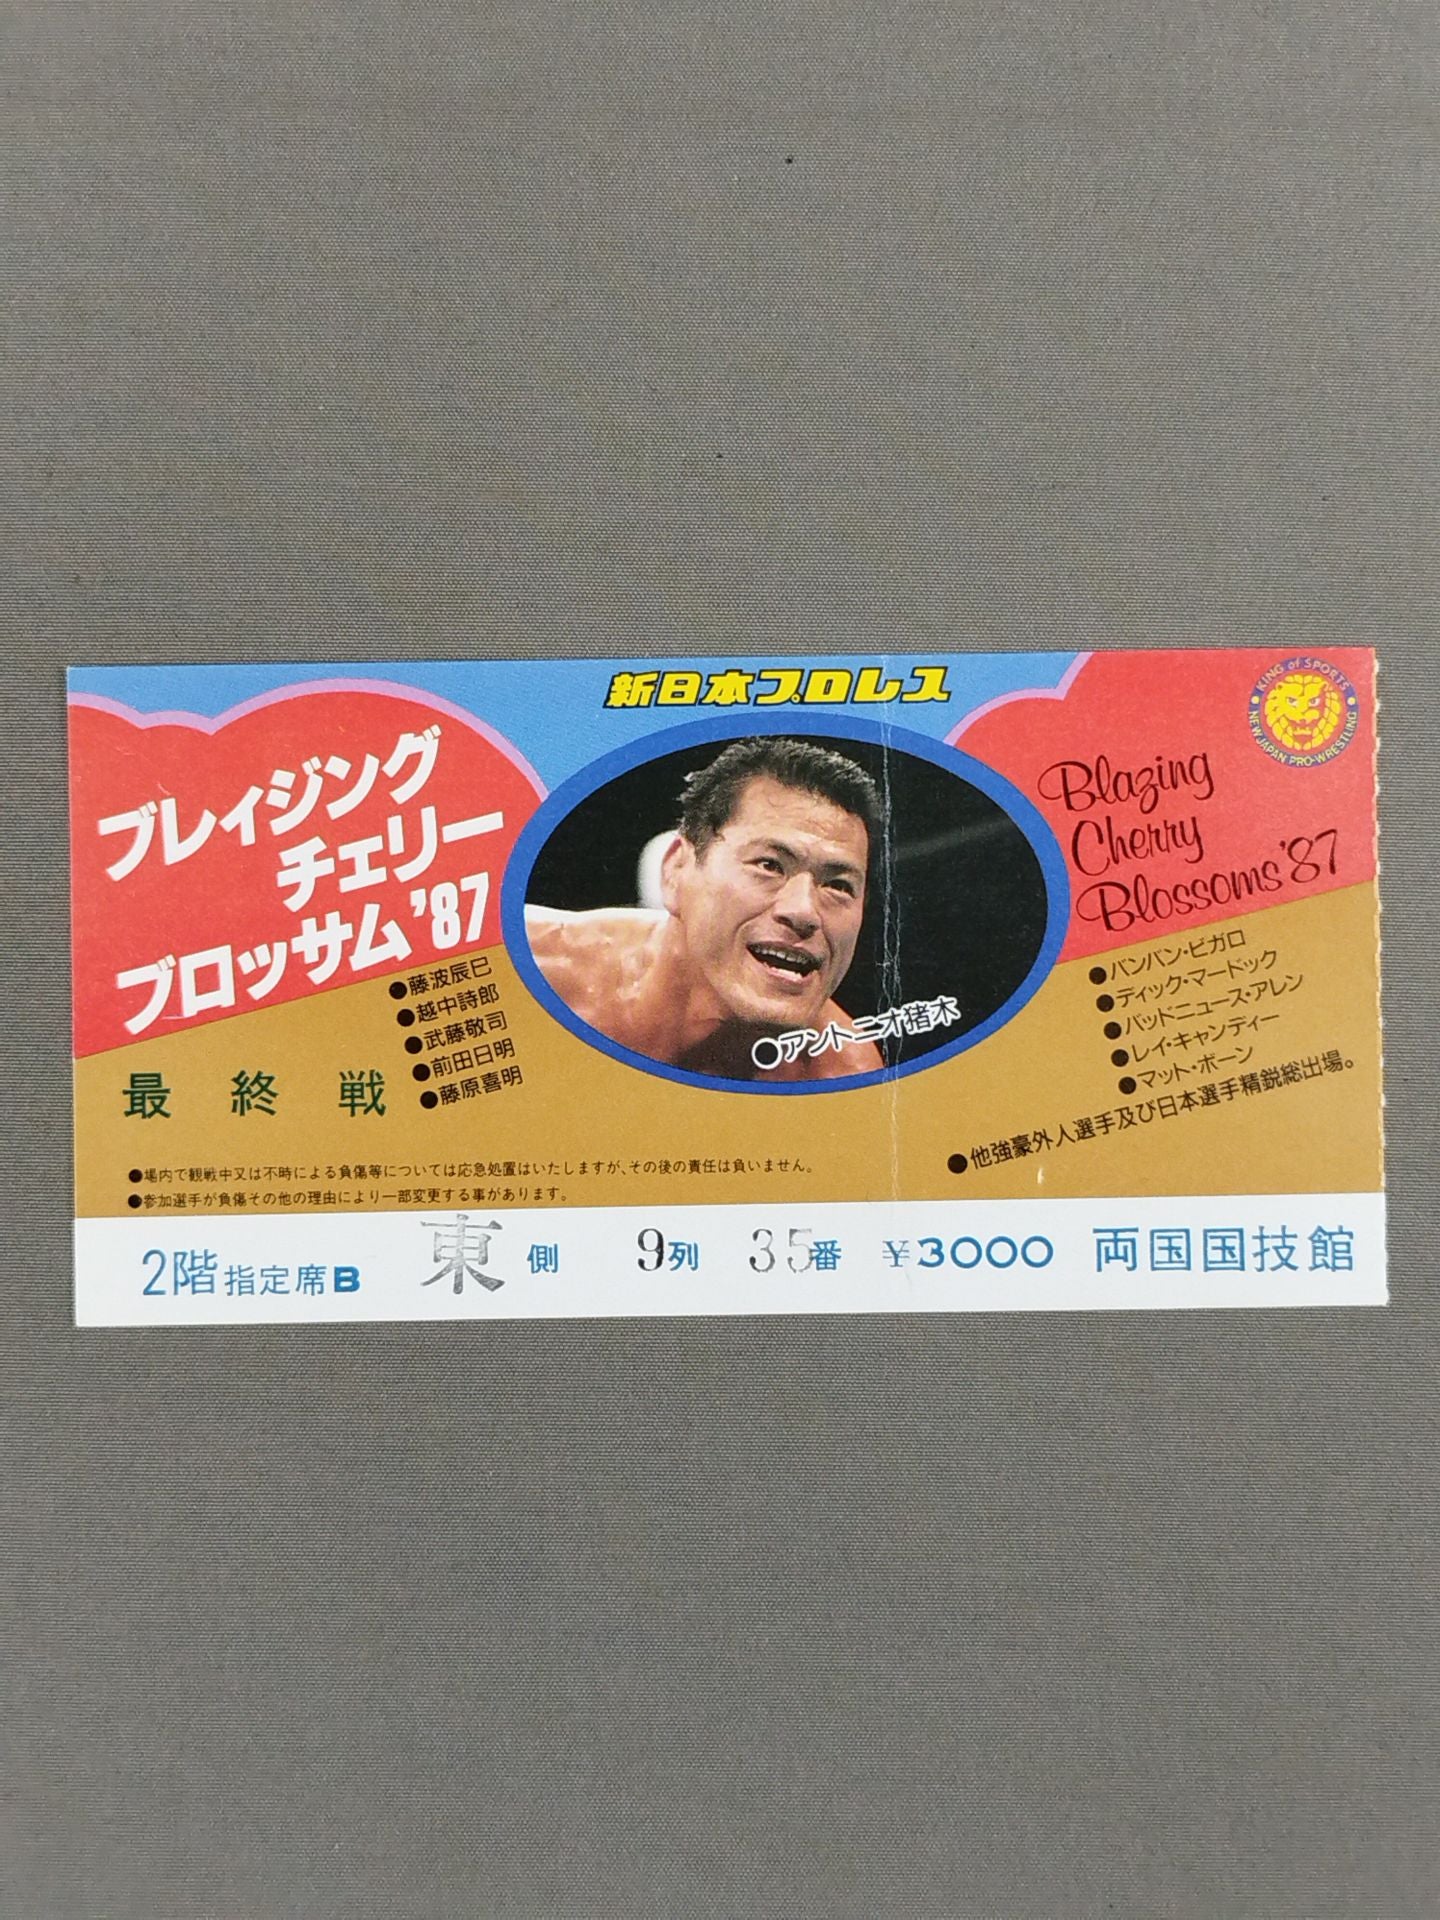 新日本プロレス
KING of SPORTS
NEW JAPAN PRO-WRESTLING
ブレイジング
チェリー
ブロッサム'87
Blazing
Cherry
Blossoms'87
●藤波辰巳
●越中詩郎
●武藤敬司
●前田日明
●藤原喜明
最終戦
●アントニオ猪木
●バンバン・ビガロ
●ディック・マードック
●バッドニュース・アレン
●レイ・キャンディー
●マット・ボーン
●他強豪外人選手及び日本選手精鋭総出場。
●場内で観戦中又は不時による負傷等については応急処置はいたしますが、その後の責任は負いません。
●参加選手が負傷その他の理由により一部変更する事があります。
2階指定席B 東側 9列 35番 ¥3000 両国国技館